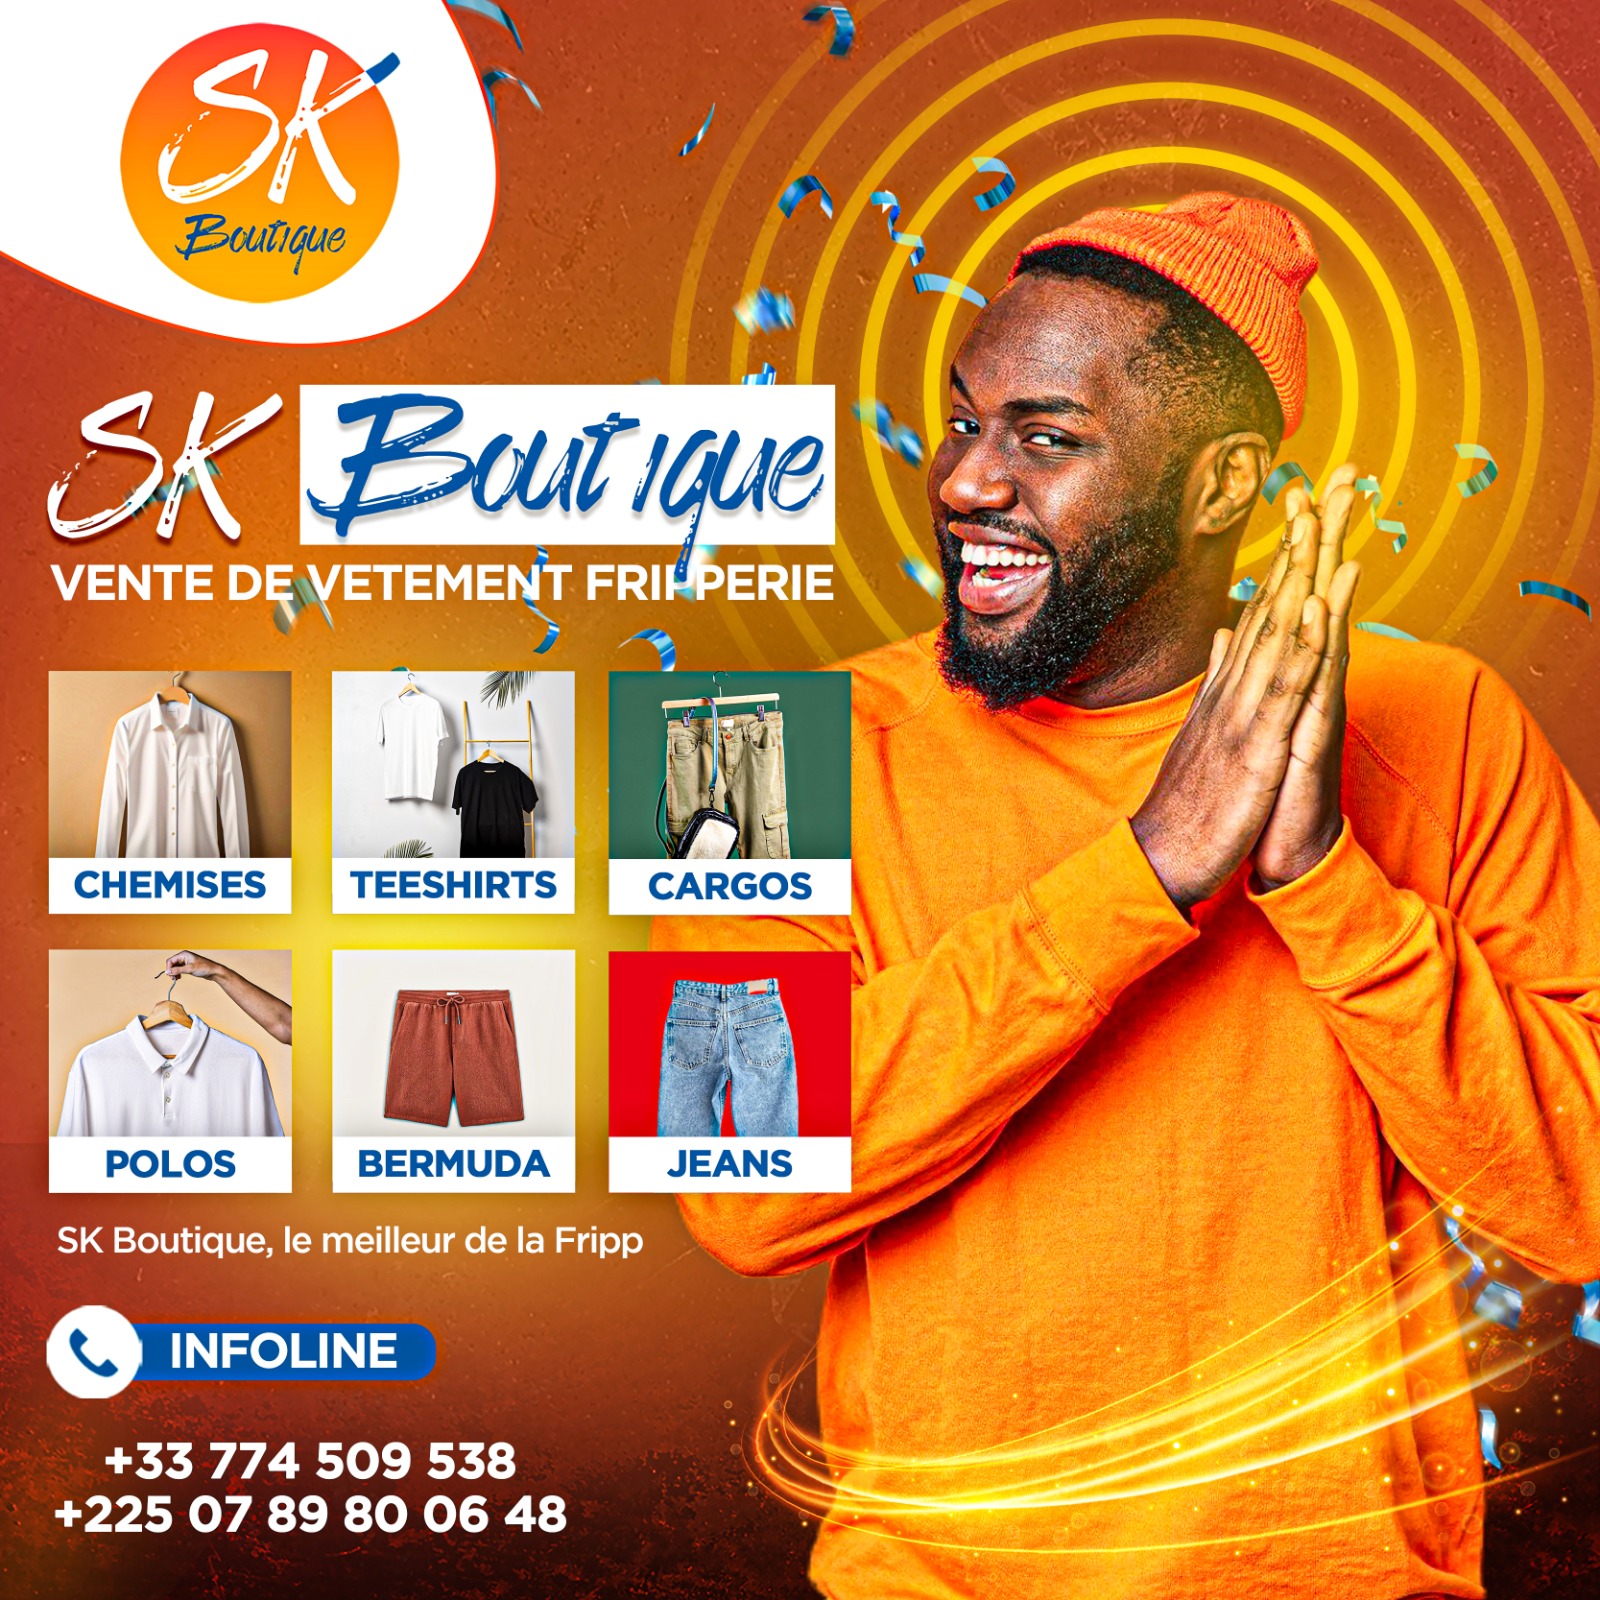 SK
Boutique
SK Boutique
VENTE DE VETEMENT FRIPPERIE
CHEMISES
TEESHIRTS
CARGOS
POLOS
BERMUDA
JEANS
SK Boutique, le meilleur de la Fripp
INFOLINE
+33 774 509 538
+225 07 89 80 06 48